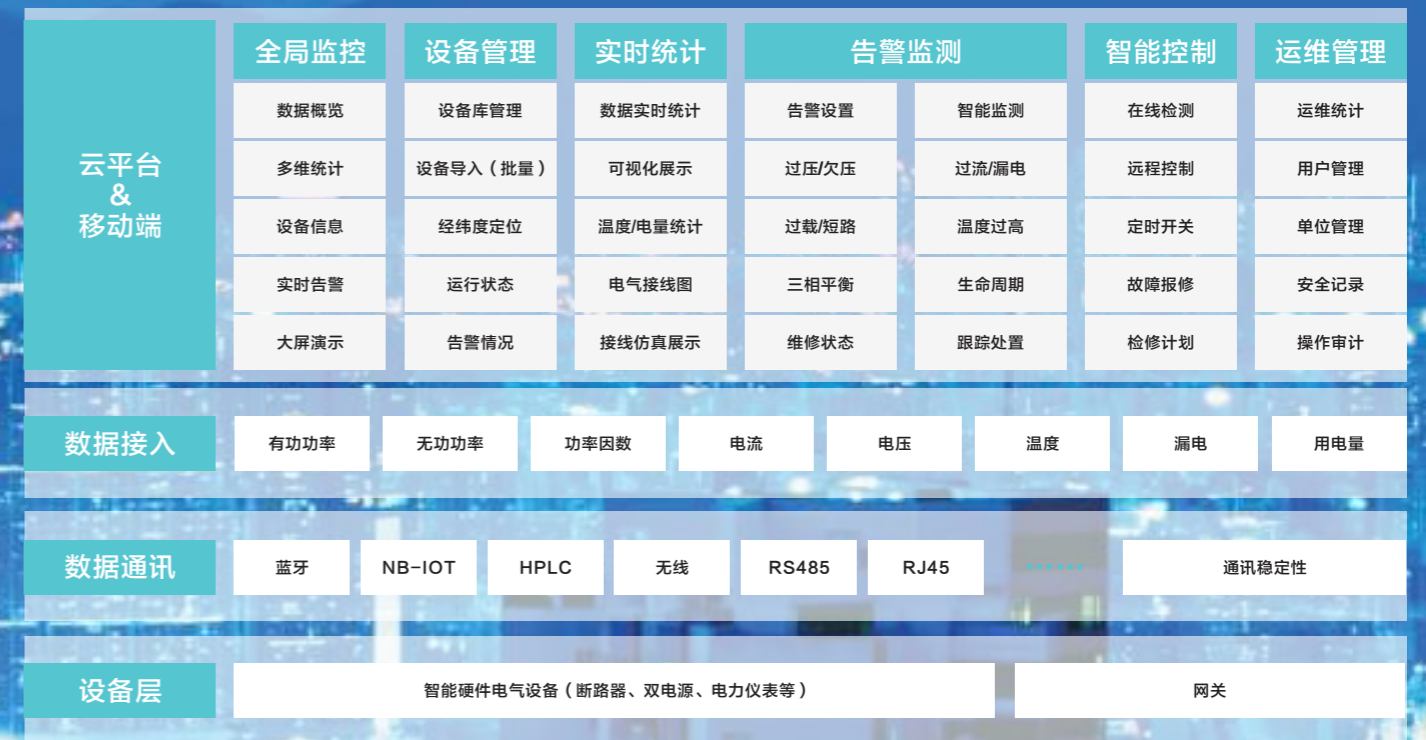 云平台
&
移动端
全局监控
设备管理
实时统计
告警监测
智能控制
运维管理
数据概览
设备库管理
数据实时统计
告警设置
智能监测
在线检测
运维统计
多维统计
设备导入（批量）
可视化展示
过压/欠压
过流/漏电
远程控制
用户管理
设备信息
经纬度定位
温度/电量统计
过载/短路
温度过高
定时开关
单位管理
实时告警
运行状态
电气接线图
三相平衡
生命周期
故障报修
安全记录
大屏演示
告警情况
接线仿真展示
维修状态
跟踪处置
检修计划
操作审计
数据接入
有功功率
无功功率
功率因数
电流
电压
温度
漏电
用电量
数据通讯
蓝牙
NB-IOT
HPLC
无线
RS485
RJ45
······
通讯稳定性
设备层
智能硬件电气设备（断路器、双电源、电力仪表等）
网关